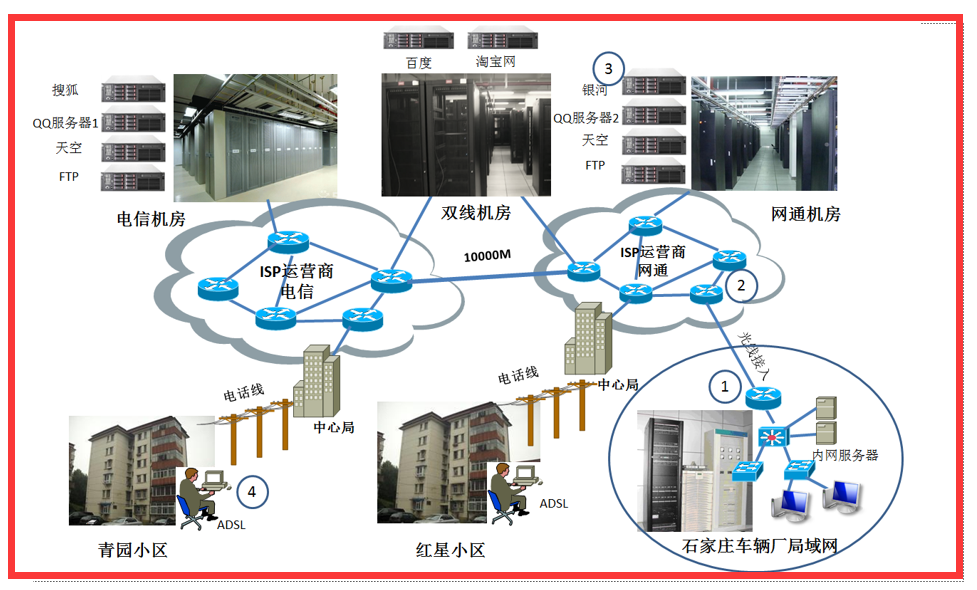 百度
淘宝网
搜狐
QQ服务器1
天空
FTP
3
银河
QQ服务器2
天空
FTP
电信机房
双线机房
网通机房
ISP运营商
电信
10000M
ISP运营商
网通
2
光线接入
1
电话线
中心局
电话线
中心局
内网服务器
4
ADSL
ADSL
青园小区
红星小区
石家庄车辆厂局域网